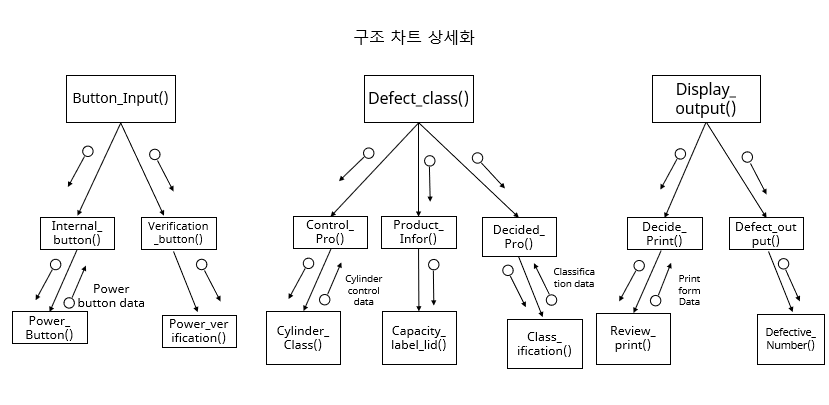 구조 차트 상세화
Button_Input()
Defect_class()
Display_
output()
Internal_
button()
Verification
_button()
Control_
Pro()
Product_
Infor()
Decided_
Pro()
Decide_
Print()
Defect_out
put()
Power
button data
Cylinder
control
data
Classifica
tion data
Print
form
Data
Power_
Button()
Power_ver
ification()
Cylinder_
Class()
Capacity_
label_lid()
Class_
ification()
Review_
print()
Defective_
Number()